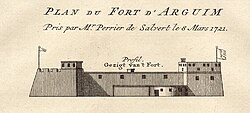 PLAN DU FORT D'ARGUIM
Pris par Mr. Perrier de Salvert le 8 Mars 1721.
Profil.
Gezigt van 't Fort.